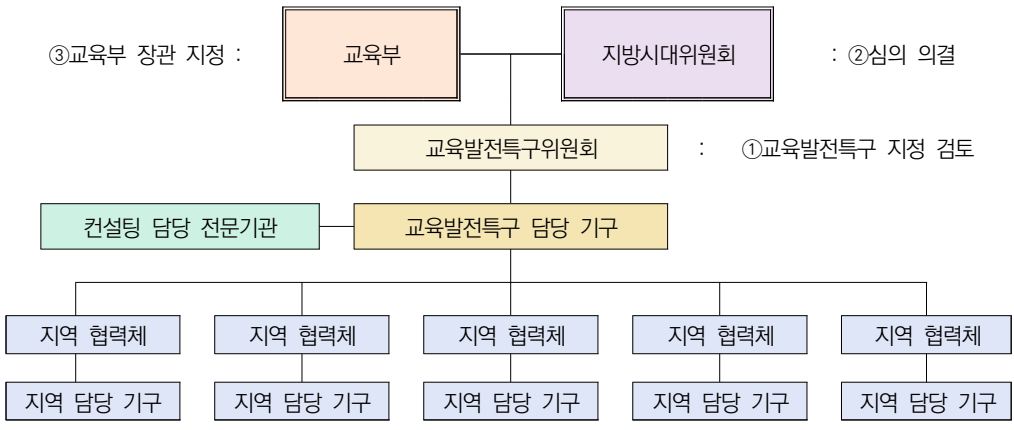 ③교육부 장관 지정 : 교육부 지방시대위원회 : ②심의 의결
교육발전특구위원회 : ①교육발전특구 지정 검토
컨설팅 담당 전문기관 교육발전특구 담당 기구
지역 협력체 지역 협력체 지역 협력체 지역 협력체 지역 협력체
지역 담당 기구 지역 담당 기구 지역 담당 기구 지역 담당 기구 지역 담당 기구